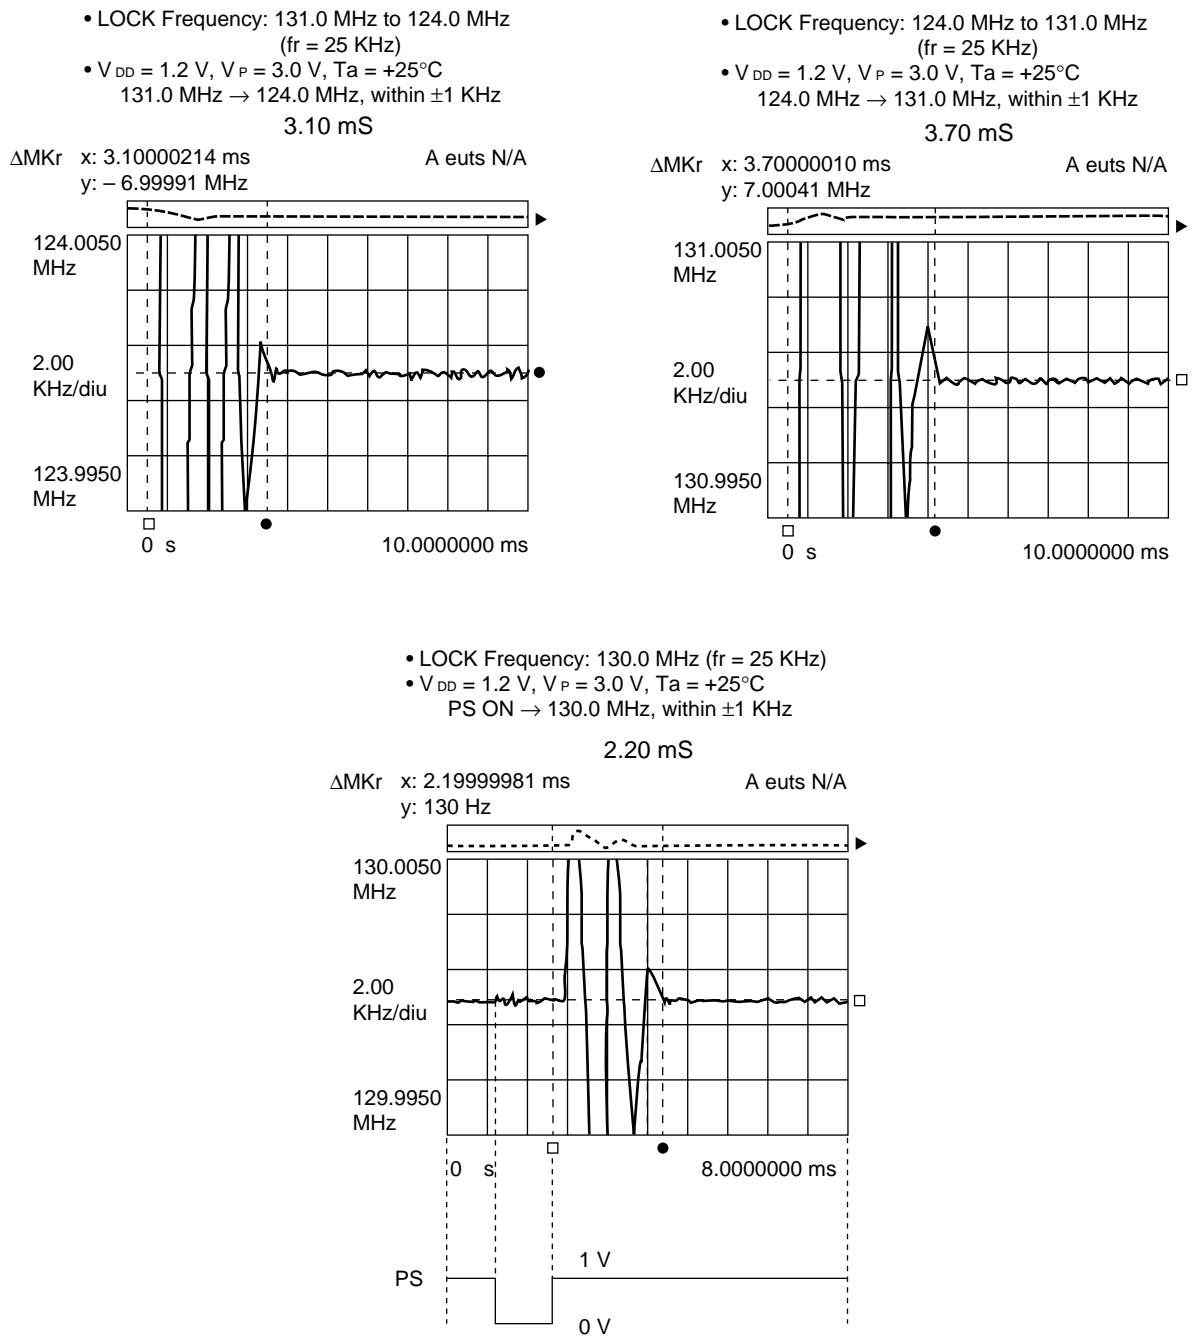 • LOCK Frequency: 131.0 MHz to 124.0 MHz
(fr = 25 KHz)
• V DD = 1.2 V, V P = 3.0 V, Ta = +25°C
131.0 MHz → 124.0 MHz, within ±1 KHz
3.10 mS
ΔMKr x: 3.10000214 ms A euts N/A
y: – 6.99991 MHz
124.0050
MHz
2.00
KHz/diu
123.9950
MHz
0 s 10.0000000 ms
• LOCK Frequency: 124.0 MHz to 131.0 MHz
(fr = 25 KHz)
• V DD = 1.2 V, V P = 3.0 V, Ta = +25°C
124.0 MHz → 131.0 MHz, within ±1 KHz
3.70 mS
ΔMKr x: 3.70000010 ms A euts N/A
y: 7.00041 MHz
131.0050
MHz
2.00
KHz/diu
130.9950
MHz
0 s 10.0000000 ms
• LOCK Frequency: 130.0 MHz (fr = 25 KHz)
• V DD = 1.2 V, V P = 3.0 V, Ta = +25°C
PS ON → 130.0 MHz, within ±1 KHz
2.20 mS
ΔMKr x: 2.19999981 ms A euts N/A
y: 130 Hz
130.0050
MHz
2.00
KHz/diu
129.9950
MHz
0 s 8.0000000 ms
1 V
PS
0 V